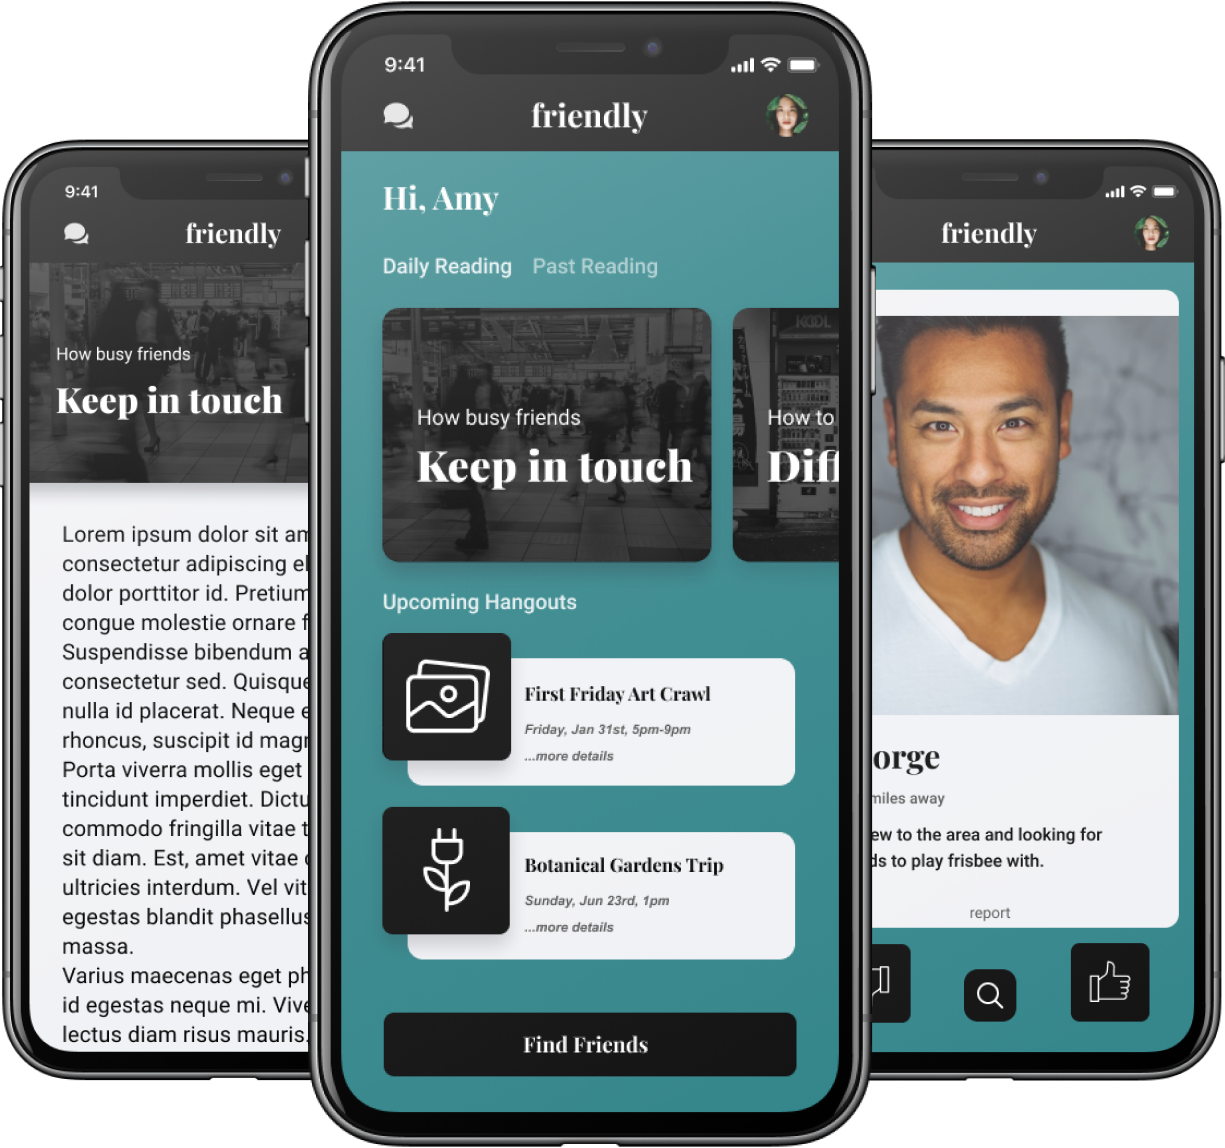 9:41
friendly
How busy friends
Keep in touch
Lorem ipsum dolor sit am
consectetur adipiscing el
dolor porttitor id. Pretium
congue molestie ornare f
Suspendisse bibendum a
consectetur sed. Quisque
nulla id placerat. Neque e
rhoncus, suscipit id magn
Porta viverra mollis eget
tincidunt imperdiet. Dictu
commodo fringilla vitae t
sit diam. Est, amet vitae
ultricies interdum. Vel vit
egestas blandit phasellus
massa.
Varius maecenas eget ph
id egestas neque mi. Vive
lectus diam risus mauris.
9:41
friendly
Hi, Amy
Daily Reading Past Reading
How busy friends
Keep in touch
KOOL
How to
Diff
Upcoming Hangouts
First Friday Art Crawl
Friday, Jan 31st, 5pm-9pm
...more details
Botanical Gardens Trip
Sunday, Jun 23rd, 1pm
...more details
Find Friends
friendly
orge
miles away
ew to the area and looking for
ds to play frisbee with.
report